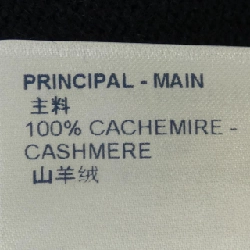 PRINCIPAL - MAIN
主料
100% CACHEMIRE -
CASHMERE
山羊绒